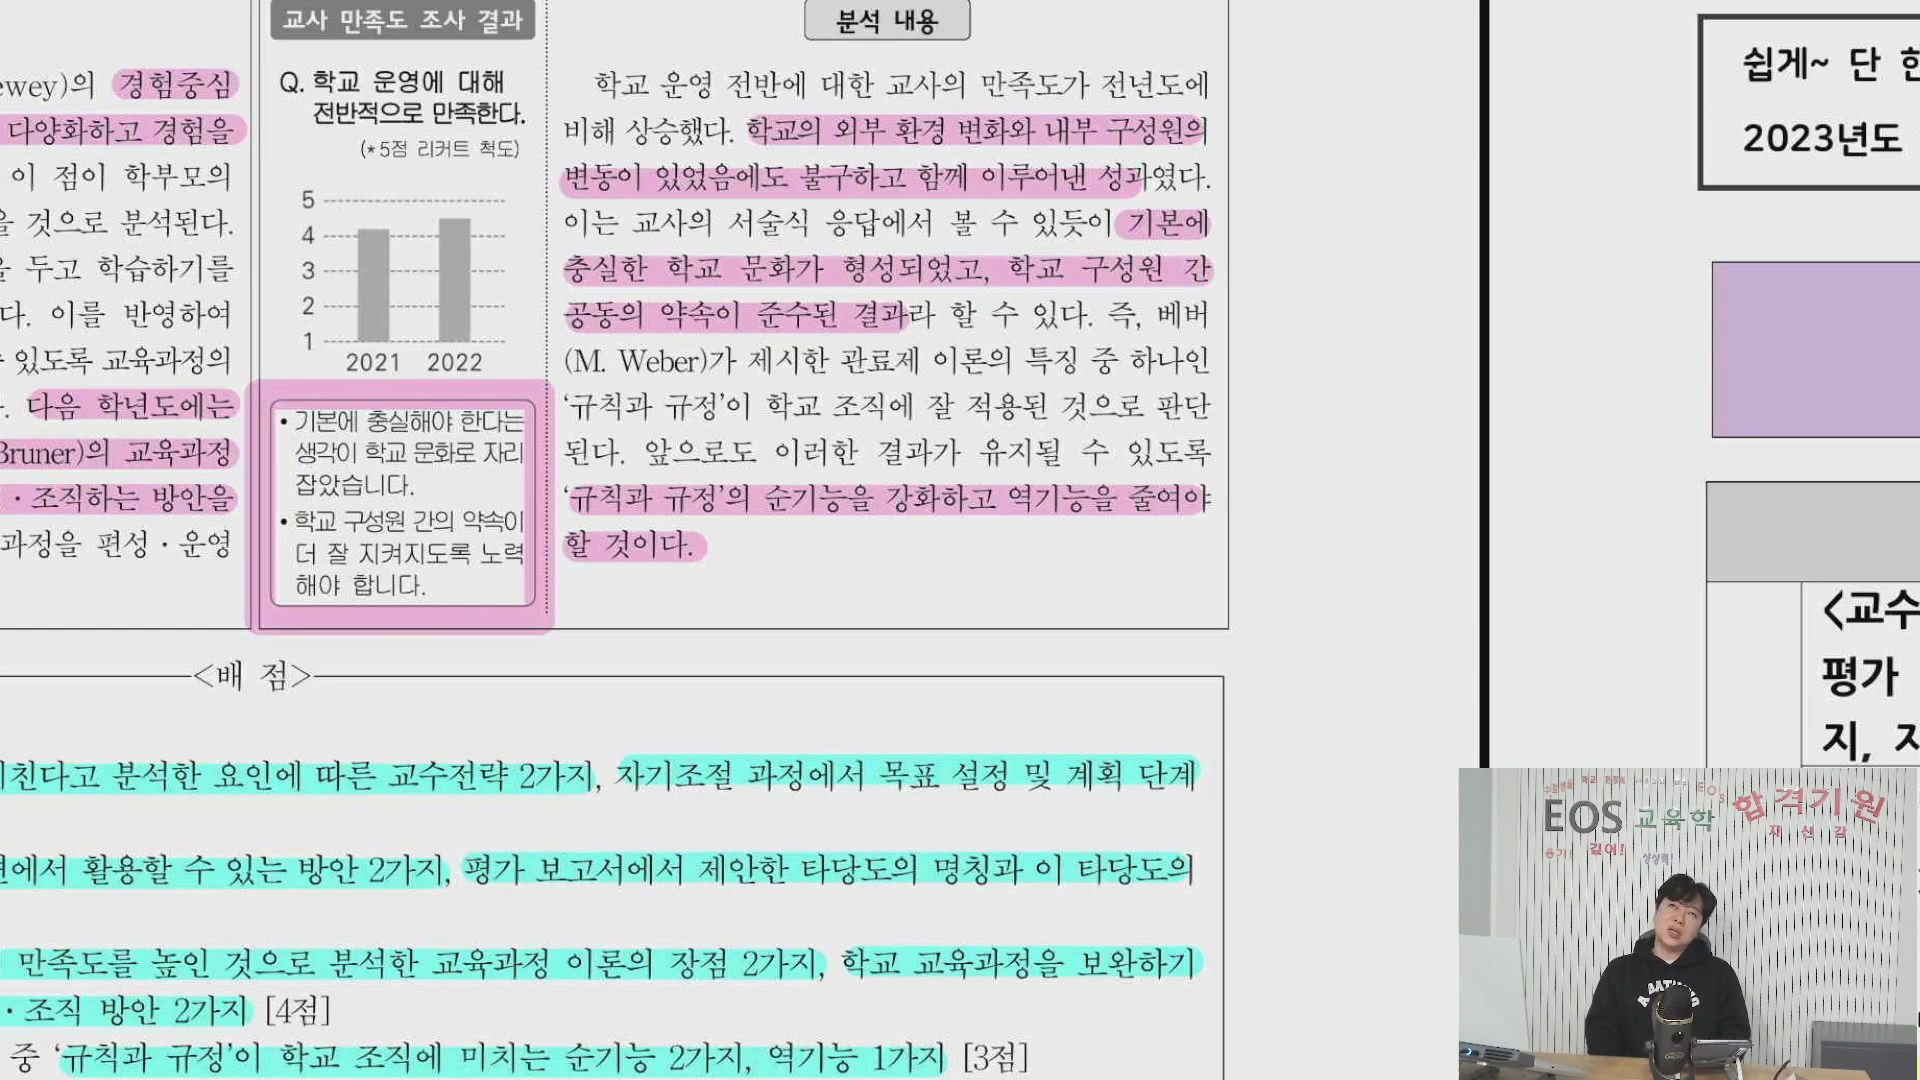 교사 만족도 조사 결과
분석 내용
쉽게~ 단
2023년도
ewey)의 경험중심
다양화하고 경험을
이 점이 학부모의
을 것으로 분석된다.
을 두고 학습하기를
다. 이를 반영하여
있도록 교육과정의
다음 학년도에는
Bruner)의 교육과정
· 조직하는 방안을
과정을 편성 · 운영
Q. 학교 운영에 대해
전반적으로 만족한다.
(* 5점 리커트 척도)
5
4
3
2
1
2021 2022
• 기본에 충실해야 한다는
생각이 학교 문화로 자리
잡았습니다.
• 학교 구성원 간의 약속이
더 잘 지켜지도록 노력
해야 합니다.
학교 운영 전반에 대한 교사의 만족도가 전년도에
비해 상승했다. 학교의 외부 환경 변화와 내부 구성원의
변동이 있었음에도 불구하고 함께 이루어낸 성과였다.
이는 교사의 서술식 응답에서 볼 수 있듯이 기본에
충실한 학교 문화가 형성되었고, 학교 구성원 간
공동의 약속이 준수된 결과라 할 수 있다. 즉, 베버
(M. Weber)가 제시한 관료제 이론의 특징 중 하나인
‘규칙과 규정’이 학교 조직에 잘 적용된 것으로 판단
된다. 앞으로도 이러한 결과가 유지될 수 있도록
‘규칙과 규정’의 순기능을 강화하고 역기능을 줄여야
할 것이다.
<배 점>
미친다고 분석한 요인에 따른 교수전략 2가지, 자기조절 과정에서 목표 설정 및 계획 단계
면에서 활용할 수 있는 방안 2가지, 평가 보고서에서 제안한 타당도의 명칭과 이 타당도의
만족도를 높인 것으로 분석한 교육과정 이론의 장점 2가지, 학교 교육과정을 보완하기
· 조직 방안 2가지 [4점]
중 ‘규칙과 규정’이 학교 조직에 미치는 순기능 2가지, 역기능 1가지 [3점]
<교수
평가
지,
EOS 교육학 합격기원
자신감
용기! 깊이!